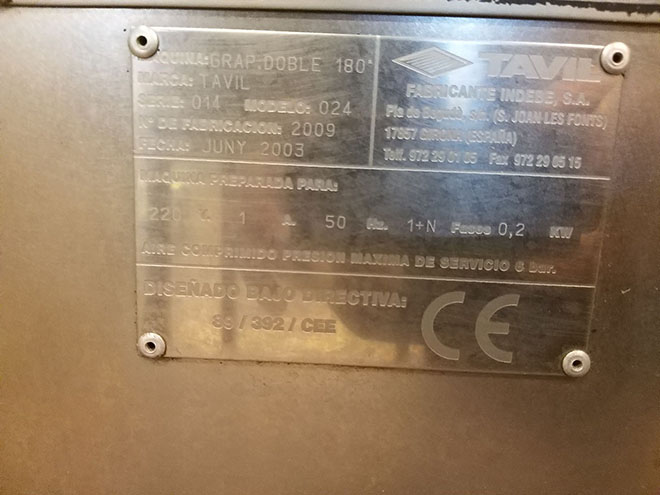 MAQUINA: GRAP.DOBLE 180°
MARCA: TAVIL
SERIE: 014 MODELO: 024
Nº DE FABRICACION: 2009
FECHA: JUNY 2003
TAVIL
FABRICANTE INDEBE, S.A.
(S. JOAN LES FONTS)
17857 GIRONA (ESPAÑA)
Telf. 972 29 01 05 Fax 972 29 05 15
MAQUINA PREPARADA PARA:
220 V. 1 A. 50 Hz. 1+N Fases 0,2 KW
AIRE COMPRIMIDO PRESION MAXIMA DE SERVICIO 6 bar.
DISEÑADO BAJO DIRECTIVA:
89/392/CEE
CE